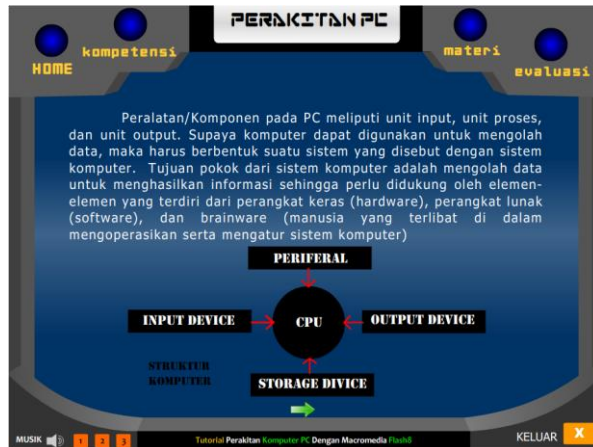 PERAKITAN PC
HOME
kompetensi
materi
evaluasi
Peralatan/Komponen pada PC meliputi unit input, unit proses,
dan unit output. Supaya komputer dapat digunakan untuk mengolah
data, maka harus berbentuk suatu sistem yang disebut dengan sistem
komputer. Tujuan pokok dari sistem komputer adalah mengolah data
untuk menghasilkan informasi sehingga perlu didukung oleh elemen-
elemen yang terdiri dari perangkat keras (hardware), perangkat lunak
(software), dan brainware (manusia yang terlibat di dalam
mengoperasikan serta mengatur sistem komputer)
PERIFERAL
INPUT DEVICE
CPU
OUTPUT DEVICE
STRUKTUR
KOMPUTER
STORAGE DIVICE
MUSIK
1 2 3
Tutorial Perakitan Komputer PC Dengan Macromedia Flash8
KELUAR X